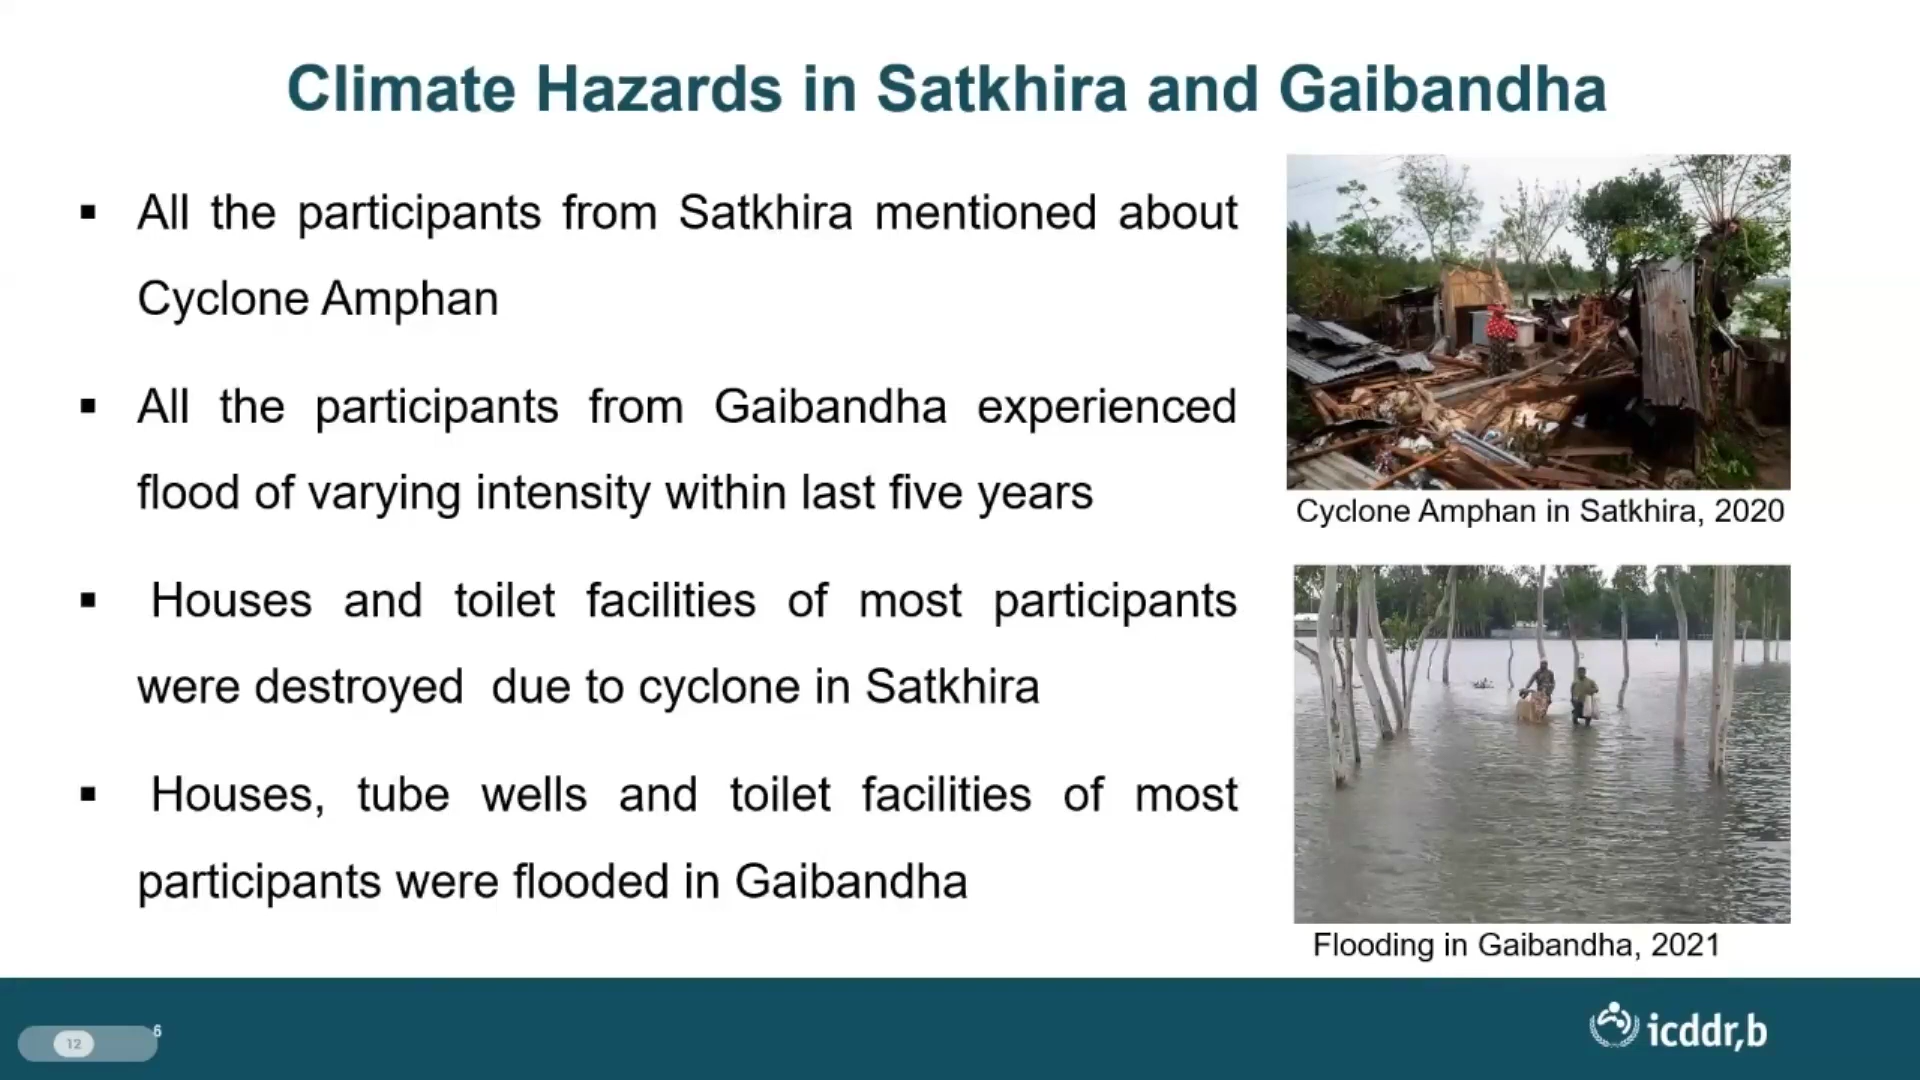 Climate Hazards in Satkhira and Gaibandha
▪ All the participants from Satkhira mentioned about
Cyclone Amphan
▪ All the participants from Gaibandha experienced
flood of varying intensity within last five years
▪ Houses and toilet facilities of most participants
were destroyed due to cyclone in Satkhira
▪ Houses, tube wells and toilet facilities of most
participants were flooded in Gaibandha
Cyclone Amphan in Satkhira, 2020
Flooding in Gaibandha, 2021
6
12
icddr,b